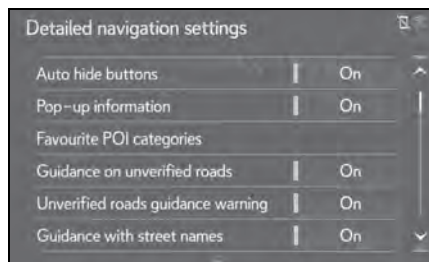 Detailed navigation settings
Auto hide buttons On
Pop-up information On
Favourite POI categories
Guidance on unverified roads On
Unverified roads guidance warning On
Guidance with street names On